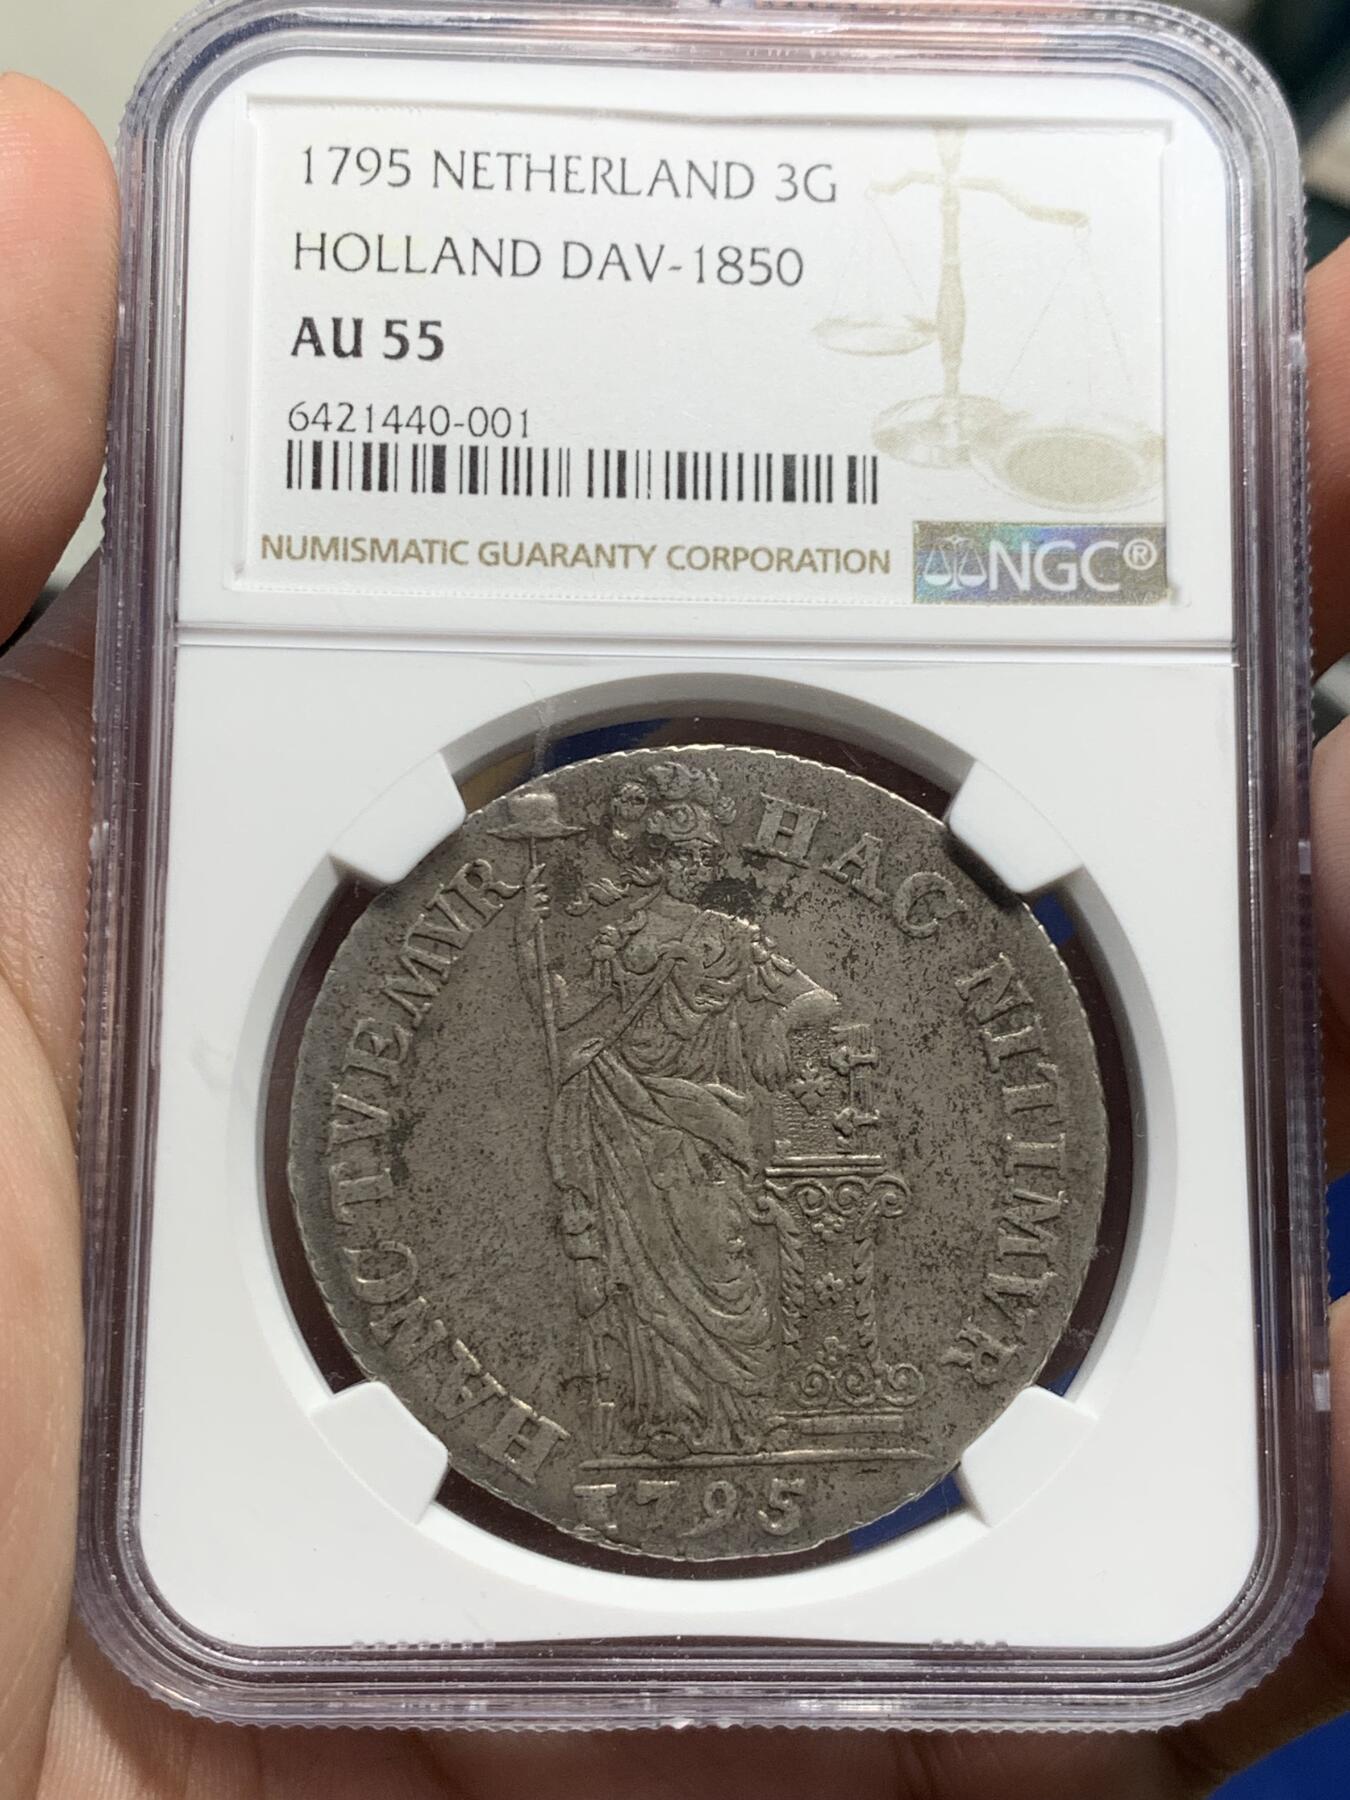 1795 NETHERLAND 3G
HOLLAND DAV-1850
AU 55
6421440-001
NUMISMATIC GUARANTY CORPORATION
NGC®
HAC NITIMVR
HANC TVEMVR
1795